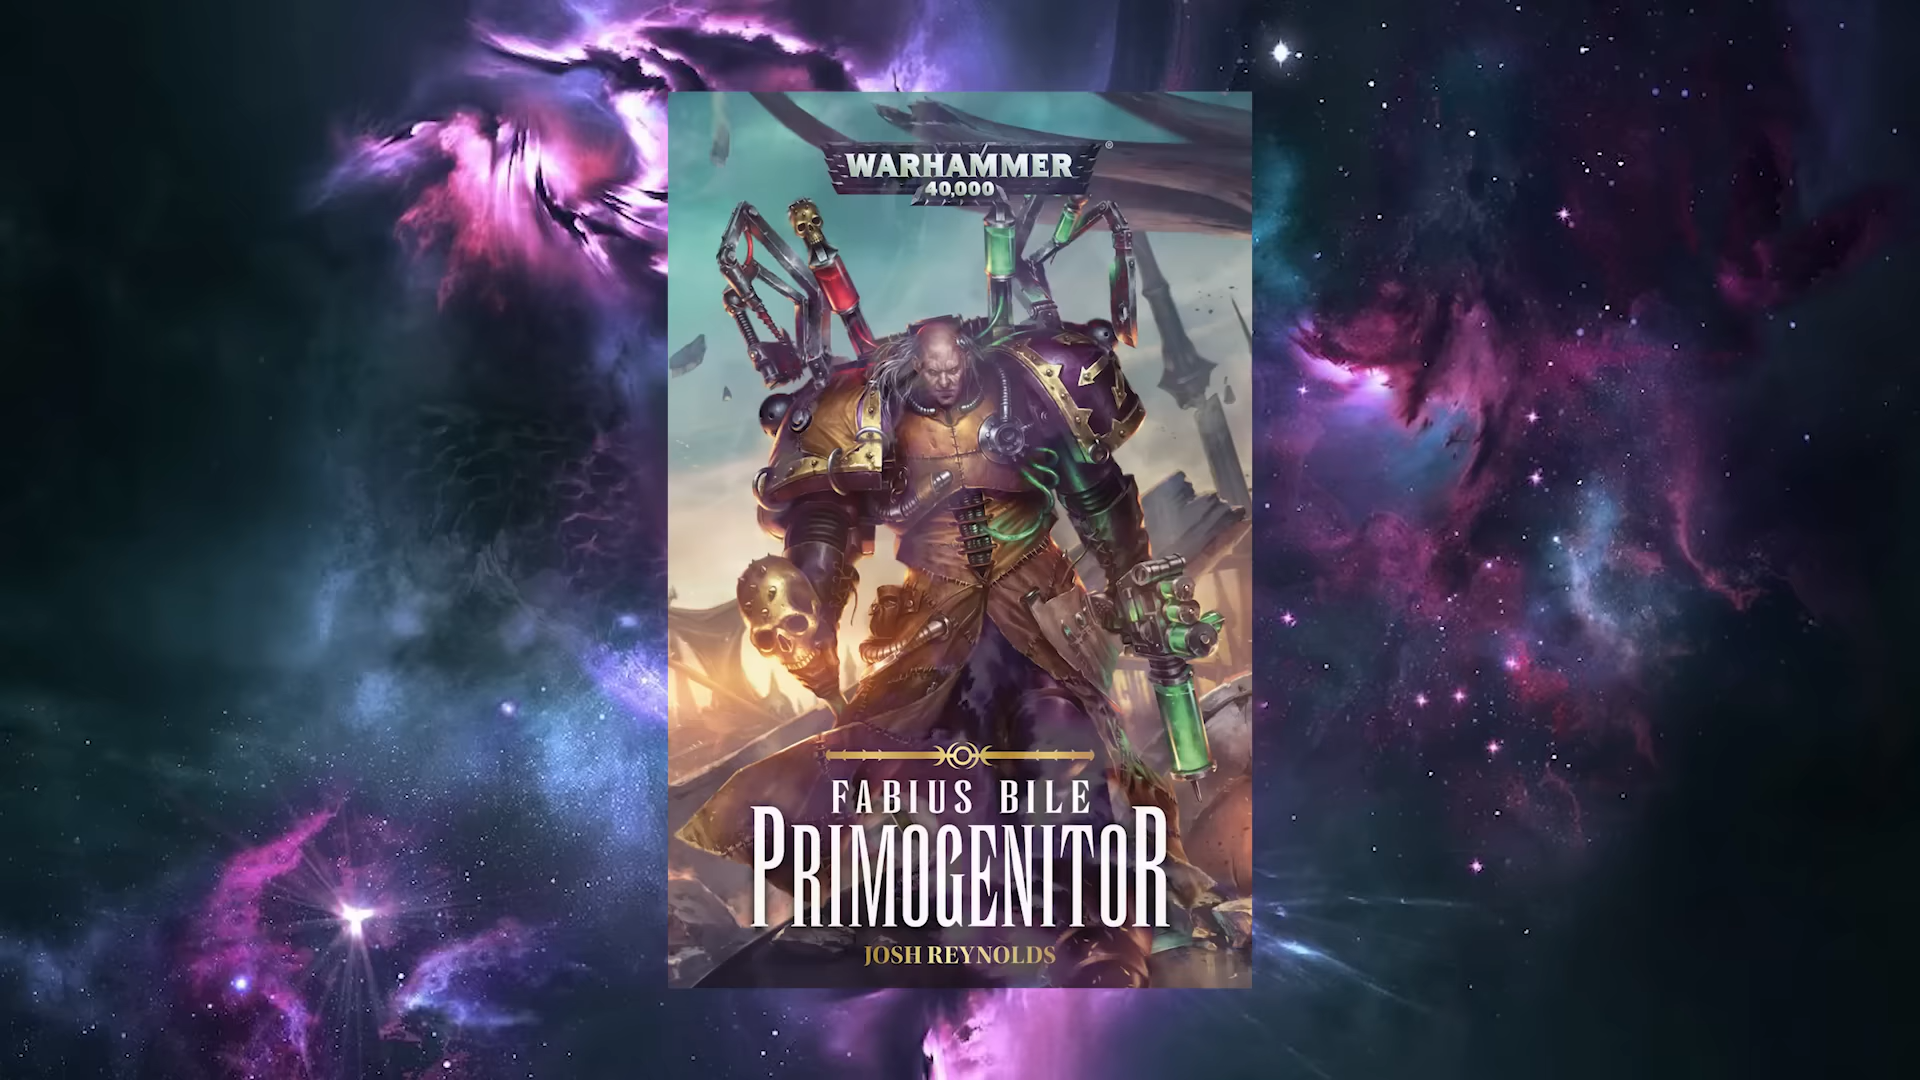 WARHAMMER®
40,000
FABIUS BILE
PRIMOGENITOR
JOSH REYNOLDS